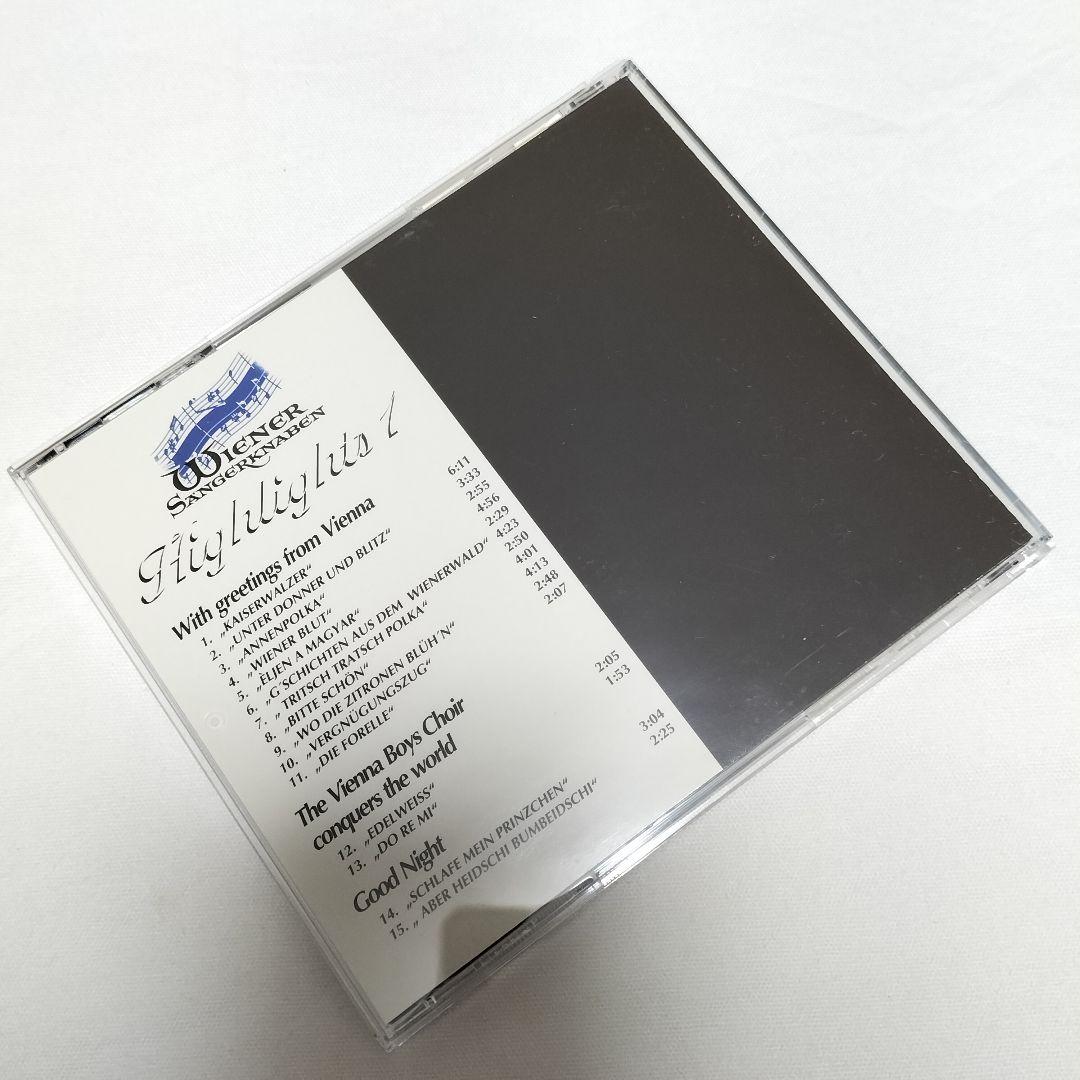 WIENER
SÄNGERKNABEN
Highlights 1
With greetings from Vienna
1. „KAISERWALZER“ 6:11
2. „UNTER DONNER UND BLITZ“ 3:33
3. „ANNENPOLKA“ 2:55
4. „ WIENER BLUT“ 4:56
5. „ÈLJEN A MAGYAR“ 2:29
6. „G'SCHICHTEN AUS DEM WIENERWALD“ 4:23
7. „ TRITSCH TRATSCH POLKA“ 2:50
8. „BITTE SCHÖN“ 4:01
9. „WO DIE ZITRONEN BLÜH'N“ 4:13
10. „ VERGNÜGUNGSZUG“ 2:48
11. „DIE FORELLE“ 2:07
The Vienna Boys Choir
conquers the world
12. „EDELWEISS“ 2:05
13. „DO RE MI“ 1:53
Good Night
14. „SCHLAFE MEIN PRINZCHEN“ 3:04
15. „ ABER HEIDSCHI BUMBEIDSCHI“ 2:25